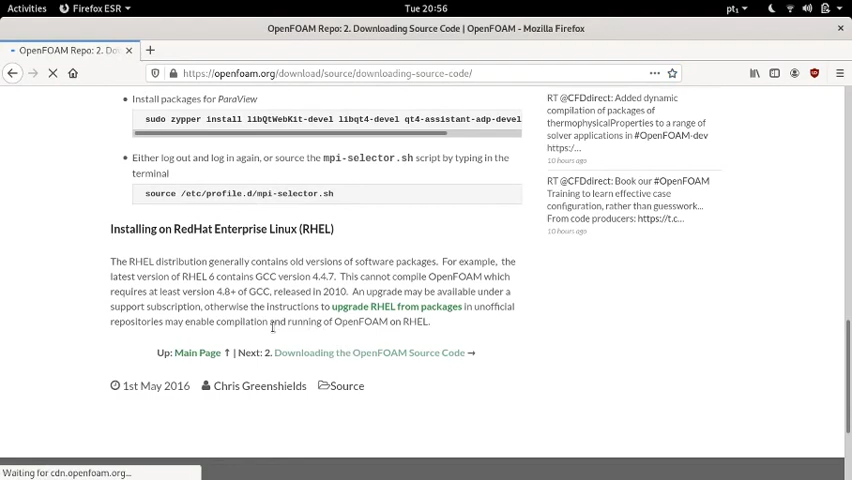 Activities Firefox ESR Tue 20:56 pt1
OpenFOAM Repo: 2. Downloading Source Code | OpenFOAM - Mozilla Firefox
OpenFOAM Repo: 2. Do
https://openfoam.org/download/source/downloading-source-code/
Install packages for ParaView
sudo zypper install libQtWebKit-devel libqt4-devel qt4-assistant-adp-devel
Either log out and log in again, or source the mpi-selector.sh script by typing in the
terminal
source /etc/profile.d/mpi-selector.sh
Installing on RedHat Enterprise Linux (RHEL)
The RHEL distribution generally contains old versions of software packages. For example, the
latest version of RHEL 6 contains GCC version 4.4.7. This cannot compile OpenFOAM which
requires at least version 4.8+ of GCC, released in 2010. An upgrade may be available under a
support subscription, otherwise the instructions to upgrade RHEL from packages in unofficial
repositories may enable compilation and running of OpenFOAM on RHEL.
Up: Main Page ↑ | Next: 2. Downloading the OpenFOAM Source Code →
1st May 2016 Chris Greenshields Source
RT @CFDdirect: Added dynamic
compilation of packages of
thermophysicalProperties to a range of
solver applications in #OpenFOAM-dev
https:/...
10 hours ago
RT @CFDdirect: Book our #OpenFOAM
Training to learn effective case
configuration, rather than guesswork...
From code producers: https://t.c...
10 hours ago
Waiting for cdn.openfoam.org...